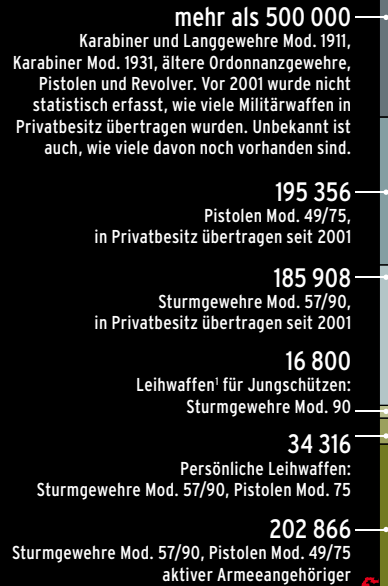 mehr als 500 000
Karabiner und Langgewehre Mod. 1911,
Karabiner Mod. 1931, ältere Ordonnanzgewehre,
Pistolen und Revolver. Vor 2001 wurde nicht
statistisch erfasst, wie viele Militärwaffen in
Privatbesitz übertragen wurden. Unbekannt ist
auch, wie viele davon noch vorhanden sind.
195 356
Pistolen Mod. 49/75,
in Privatbesitz übertragen seit 2001
185 908
Sturmgewehre Mod. 57/90,
in Privatbesitz übertragen seit 2001
16 800
Leihwaffen¹ für Jungschützen:
Sturmgewehre Mod. 90
34 316
Persönliche Leihwaffen:
Sturmgewehre Mod. 57/90, Pistolen Mod. 75
202 866
Sturmgewehre Mod. 57/90, Pistolen Mod. 49/75
aktiver Armeeangehöriger